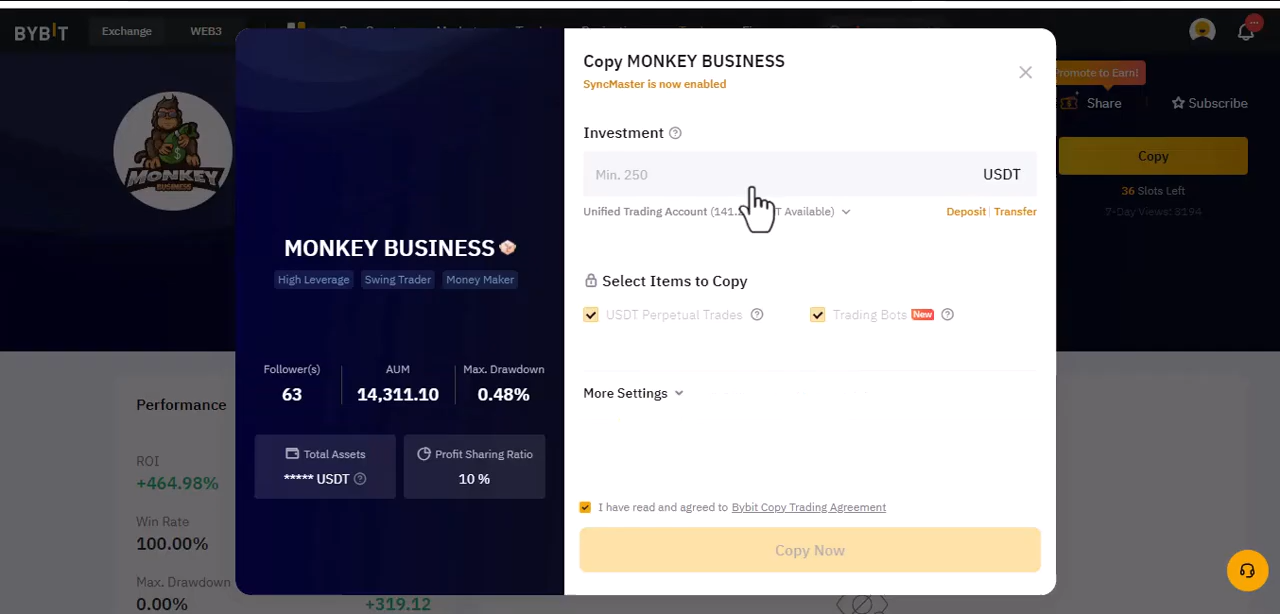 BYBIT
Exchange
WEB3
Promote to Earn!
Share
Subscribe
Copy
36 Slots Left
7-Day Views: 3194
MONKEY
BUSINESS
MONKEY BUSINESS
High Leverage
Swing Trader
Money Maker
Follower(s)
63
AUM
14,311.10
Max. Drawdown
0.48%
Total Assets
***** USDT
Profit Sharing Ratio
10 %
Copy MONKEY BUSINESS
SyncMaster is now enabled
Investment
Min. 250
USDT
Unified Trading Account (141. T Available)
Deposit | Transfer
Select Items to Copy
USDT Perpetual Trades
Trading Bots New
More Settings
I have read and agreed to Bybit Copy Trading Agreement
Copy Now
Performance
ROI
+464.98%
Win Rate
100.00%
Max. Drawdown
0.00%
+319.12